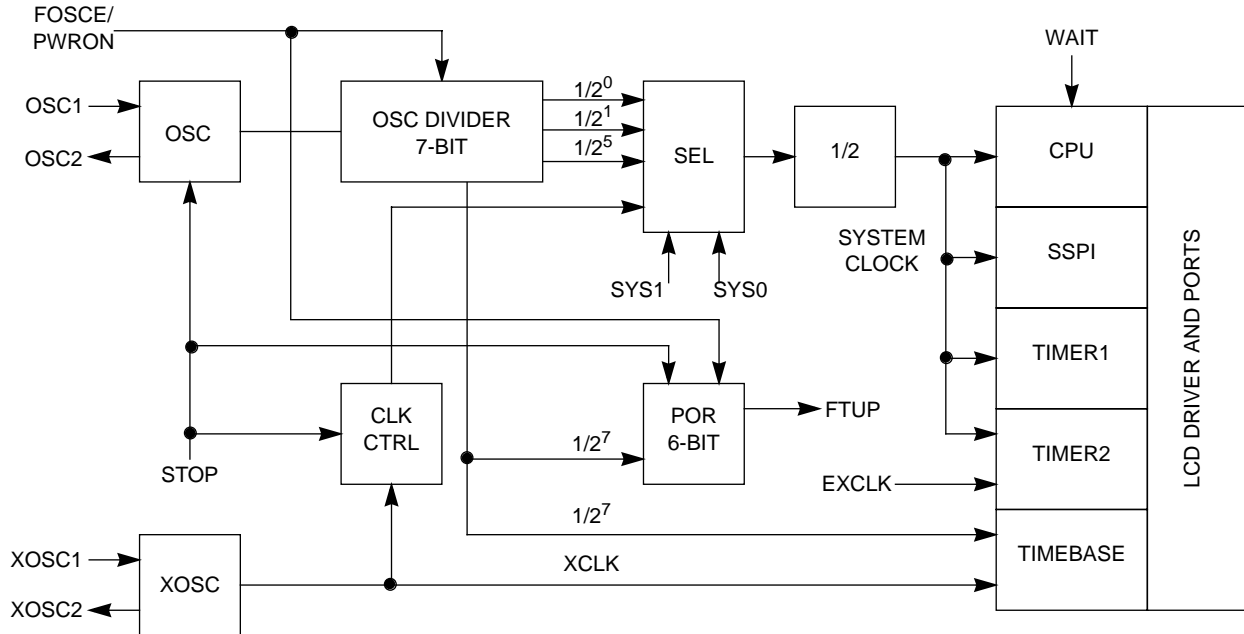 FOSCE/
PWRON
WAIT
OSC1
OSC2
OSC
OSC DIVIDER
7-BIT
1/2^0
1/2^1
1/2^5
SEL
1/2
CPU
SYSTEM
CLOCK
SSPI
SYS1
SYS0
TIMER1
LCD DRIVER AND PORTS
CLK
CTRL
POR
6-BIT
FTUP
1/2^7
TIMER2
STOP
EXCLK
1/2^7
XOSC1
XOSC2
XOSC
XCLK
TIMEBASE